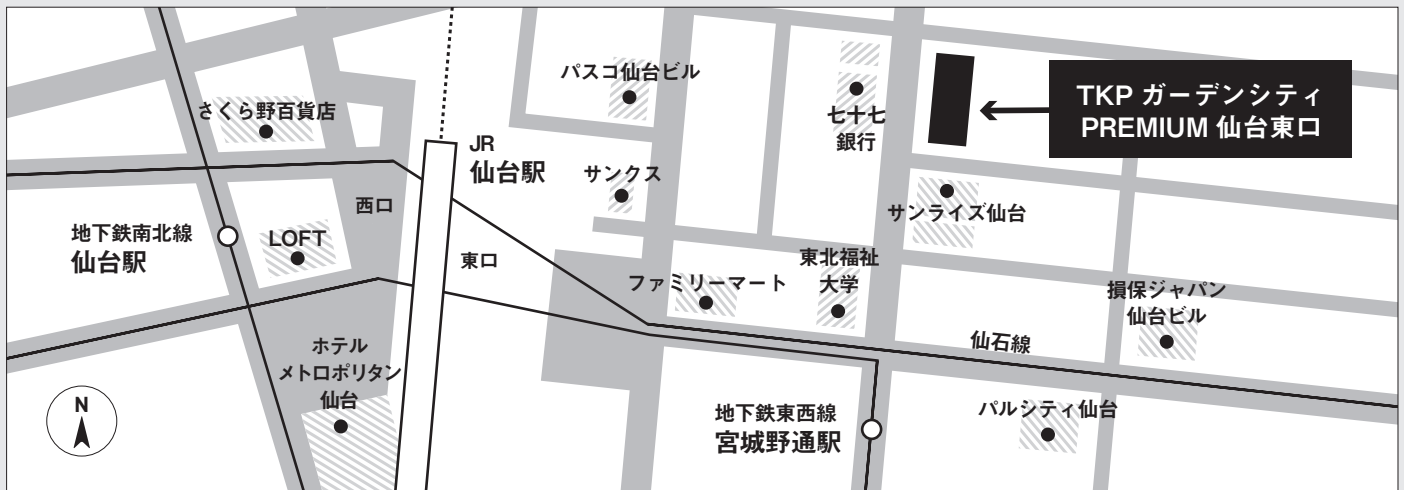 さくら野百貨店
パスコ仙台ビル
七十七
銀行
TKP ガーデンシティ
PREMIUM 仙台東口
JR
仙台駅
サンクス
西口
サンライズ仙台
地下鉄南北線
仙台駅
LOFT
東口
ファミリーマート
東北福祉
大学
損保ジャパン
仙台ビル
仙石線
ホテル
メトロポリタン
仙台
N
地下鉄東西線
宮城野通駅
パルシティ仙台